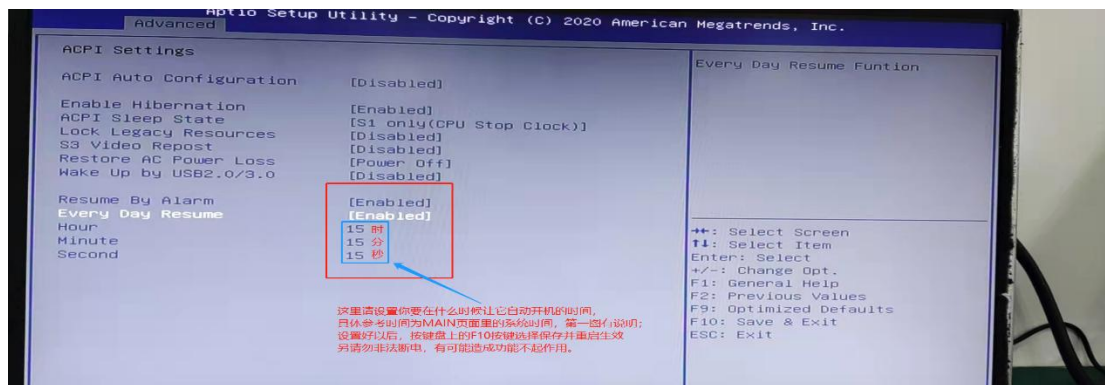 Aptio Setup Utility – Copyright (C) 2020 American Megatrends, Inc.
Advanced
ACPI Settings
ACPI Auto Configuration [Disabled]
Enable Hibernation [Enabled]
ACPI Sleep State [S1 only(CPU Stop Clock)]
Lock Legacy Resources [Disabled]
S3 Video Repost [Disabled]
Restore AC Power Loss [Power Off]
Wake Up by USB2.0/3.0 [Disabled]
Resume By Alarm [Enabled]
Every Day Resume [Enabled]
Hour 15 时
Minute 15 分
Second 15 秒
这里请设置你要在什么时候让它自动开机的时间,
具体参考时间为MAIN页面里的系统时间, 第一图有说明;
设置好以后, 按键盘上的F10按键选择保存并重启生效
另请勿非法断电, 有可能造成功能不起作用。
Every Day Resume Funtion
→←: Select Screen
↑↓: Select Item
Enter: Select
+/-: Change Opt.
F1: General Help
F2: Previous Values
F9: Optimized Defaults
F10: Save & Exit
ESC: Exit